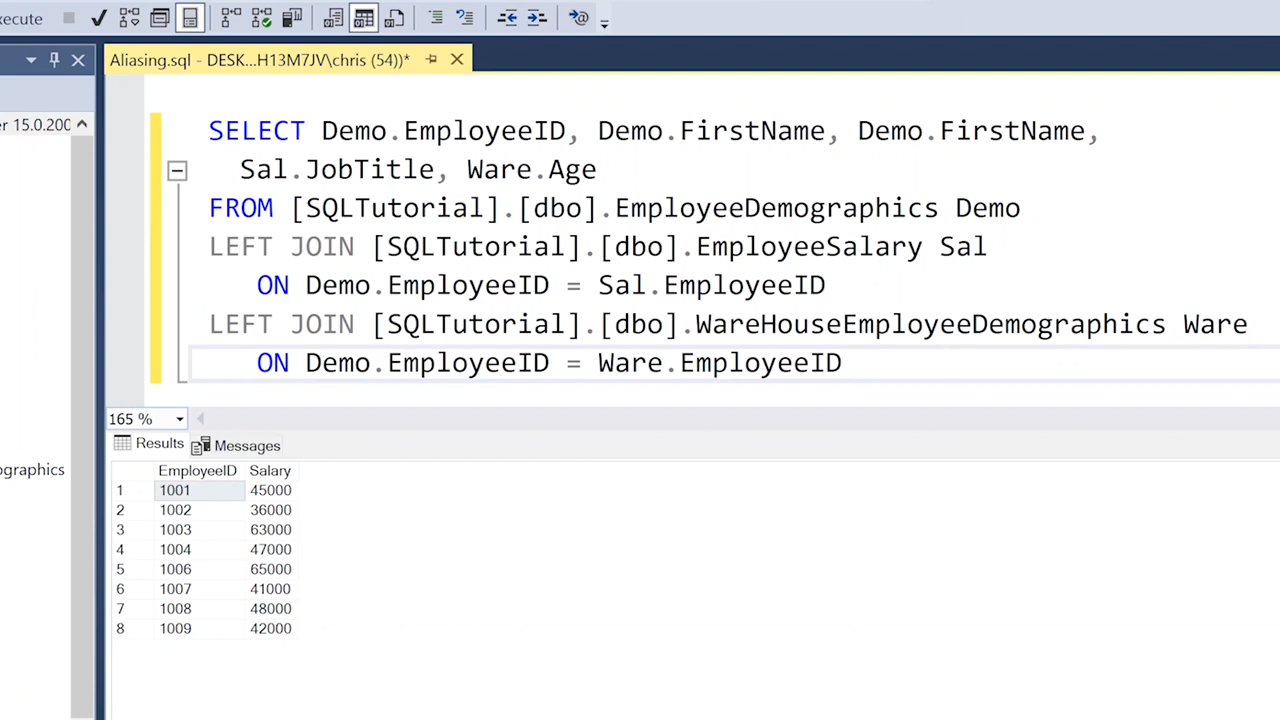 xecute
Aliasing.sql - DESK...H13M7JV\chris (54))*
er 15.0.200
SELECT Demo.EmployeeID, Demo.FirstName, Demo.FirstName,
Sal.JobTitle, Ware.Age
FROM [SQLTutorial].[dbo].EmployeeDemographics Demo
LEFT JOIN [SQLTutorial].[dbo].EmployeeSalary Sal
ON Demo.EmployeeID = Sal.EmployeeID
LEFT JOIN [SQLTutorial].[dbo].WareHouseEmployeeDemographics Ware
ON Demo.EmployeeID = Ware.EmployeeID
165 %
Results Messages
ographics
EmployeeID Salary
1 1001 45000
2 1002 36000
3 1003 63000
4 1004 47000
5 1006 65000
6 1007 41000
7 1008 48000
8 1009 42000